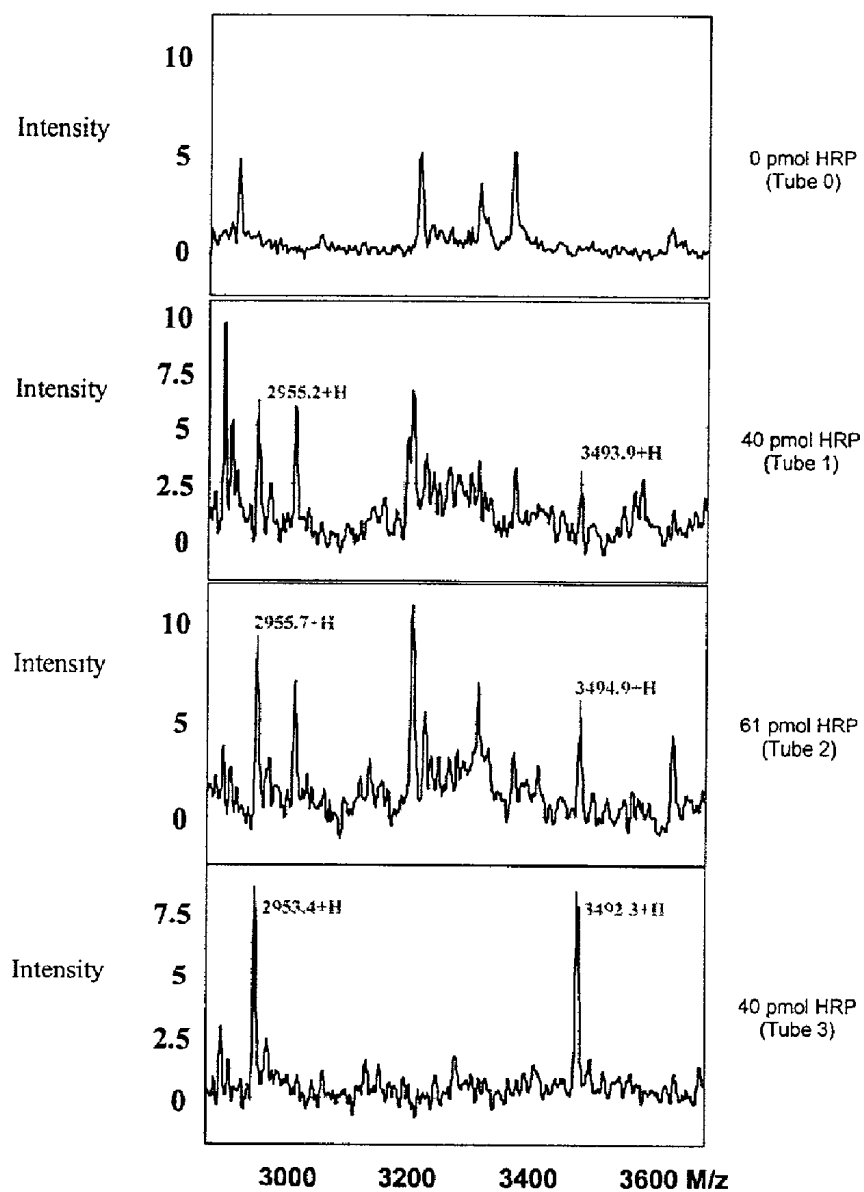 10
Intensity
5
0
0 pmol HRP
(Tube 0)
10
7.5
Intensity
5
2.5
0
2955.2+H
3493.9+H
40 pmol HRP
(Tube 1)
10
Intensity
5
0
2955.7+H
3494.9+H
61 pmol HRP
(Tube 2)
7.5
Intensity
5
2.5
0
2953.4+H
3492.3+H
40 pmol HRP
(Tube 3)
3000 3200 3400 3600 M/z